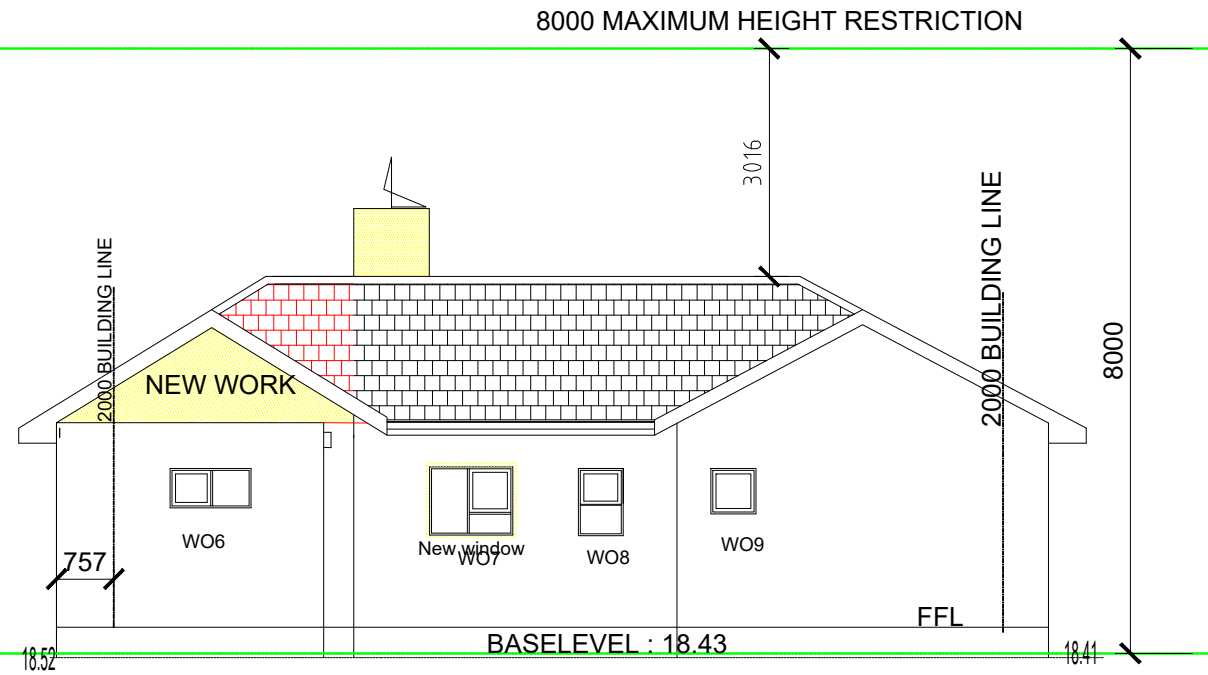 8000 MAXIMUM HEIGHT RESTRICTION
3016
2000 BUILDING LINE
2000 BUILDING LINE
8000
NEW WORK
WO6
New window
WO7
WO8
WO9
757
FFL
BASELEVEL : 18.43
18.52
18.41